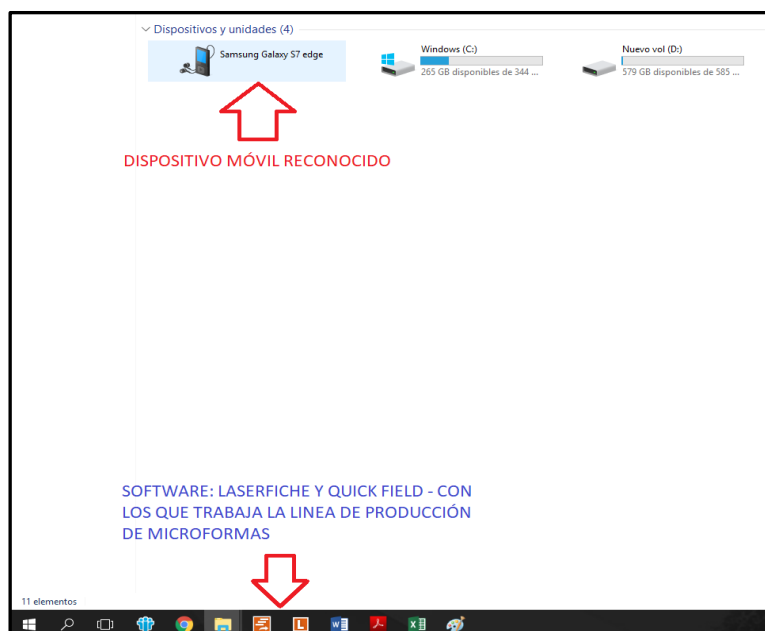 Dispositivos y unidades (4)
Samsung Galaxy S7 edge
Windows (C:)
265 GB disponibles de 344 ...
Nuevo vol (D:)
579 GB disponibles de 585 ...
DISPOSITIVO MÓVIL RECONOCIDO
SOFTWARE: LASERFICHE Y QUICK FIELD - CON
LOS QUE TRABAJA LA LINEA DE PRODUCCIÓN
DE MICROFORMAS
11 elementos